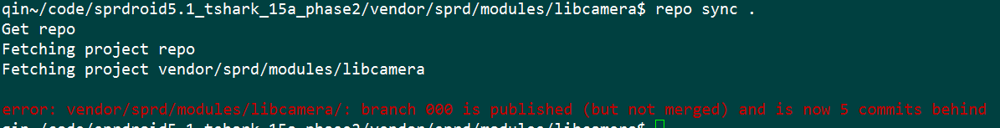 qin~/code/sprdroid5.1_tshark_15a_phase2/vendor/sprd/modules/libcamera$ repo sync .
Get repo
Fetching project repo
Fetching project vendor/sprd/modules/libcamera
error: vendor/sprd/modules/libcamera/: branch 000 is published (but not merged) and is now 5 commits behind
qin~/code/sprdroid5.1_tshark_15a_phase2/vendor/sprd/modules/libcamera$